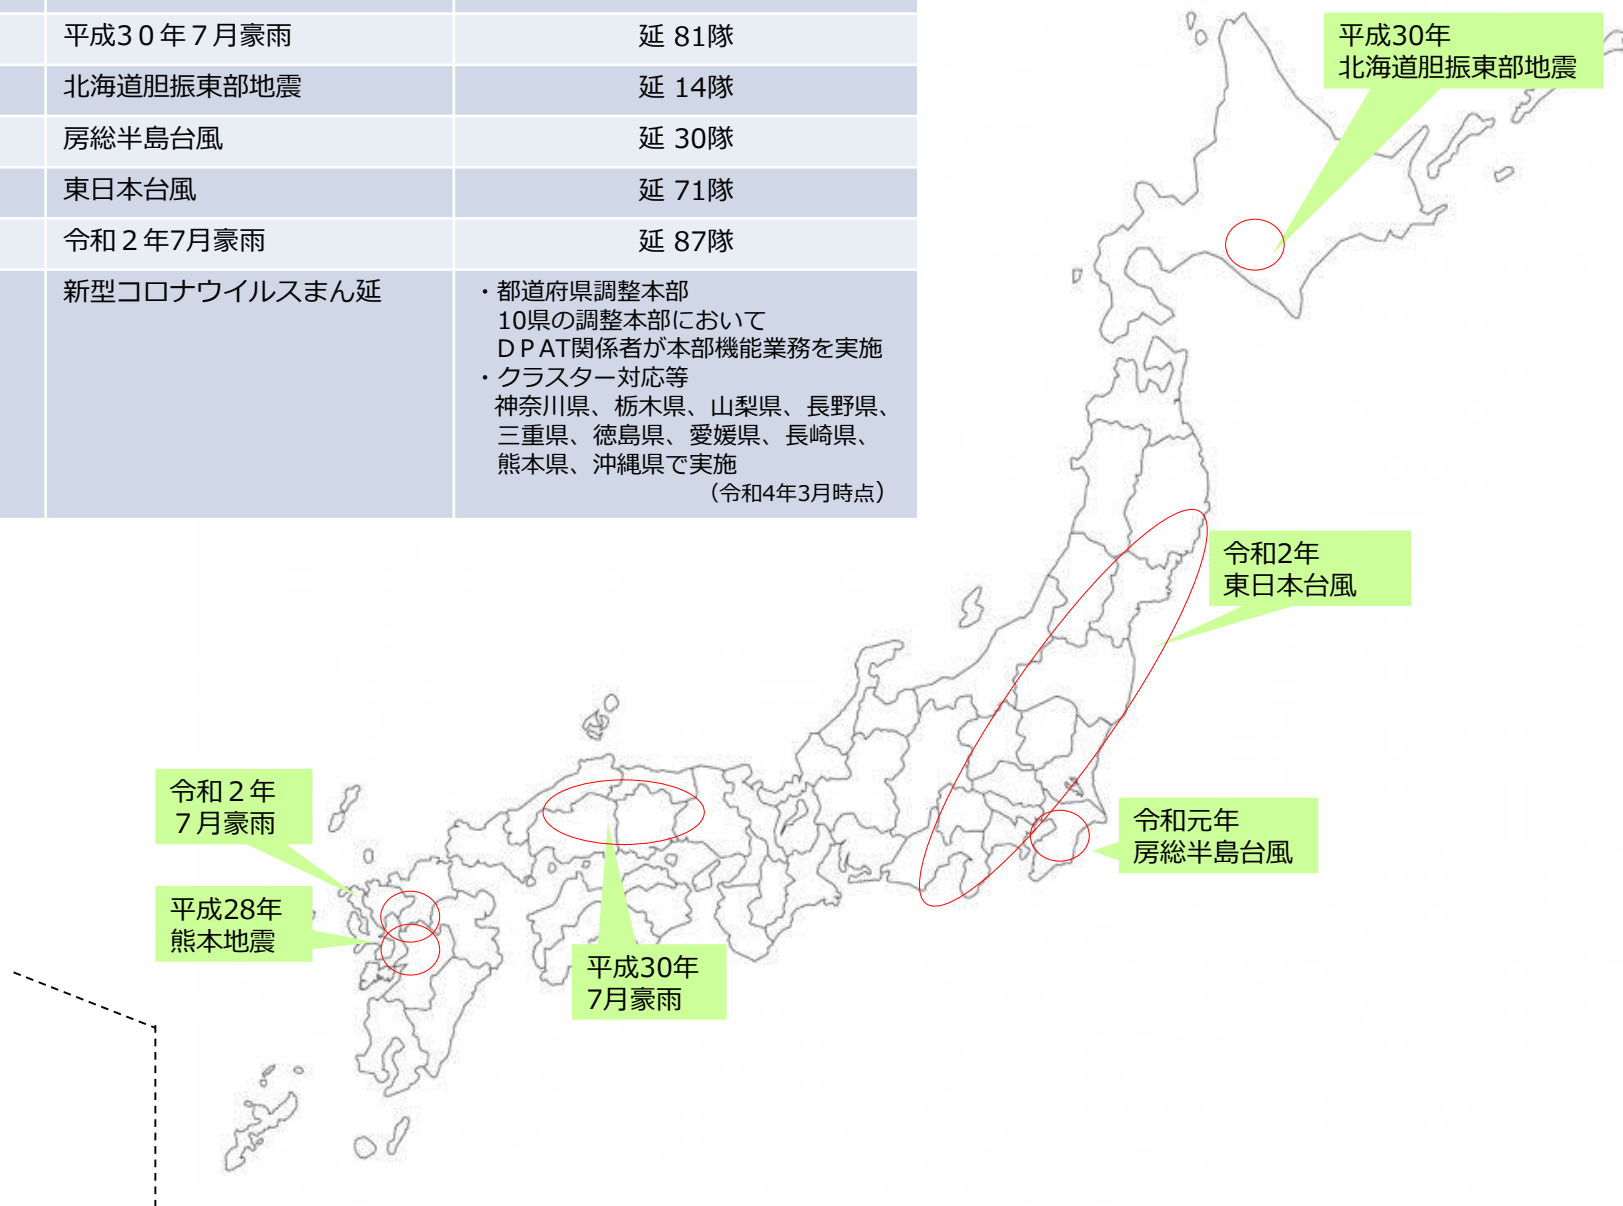 平成3０年７月豪雨
延 81隊
北海道胆振東部地震
延 14隊
房総半島台風
延 30隊
東日本台風
延 71隊
令和２年7月豪雨
延 87隊
新型コロナウイルスまん延
・都道府県調整本部
10県の調整本部において
ＤＰAT関係者が本部機能業務を実施
・クラスター対応等
神奈川県、栃木県、山梨県、長野県、
三重県、徳島県、愛媛県、長崎県、
熊本県、沖縄県で実施
（令和4年3月時点）
平成30年
北海道胆振東部地震
令和2年
東日本台風
令和元年
房総半島台風
令和２年
７月豪雨
平成28年
熊本地震
平成30年
7月豪雨